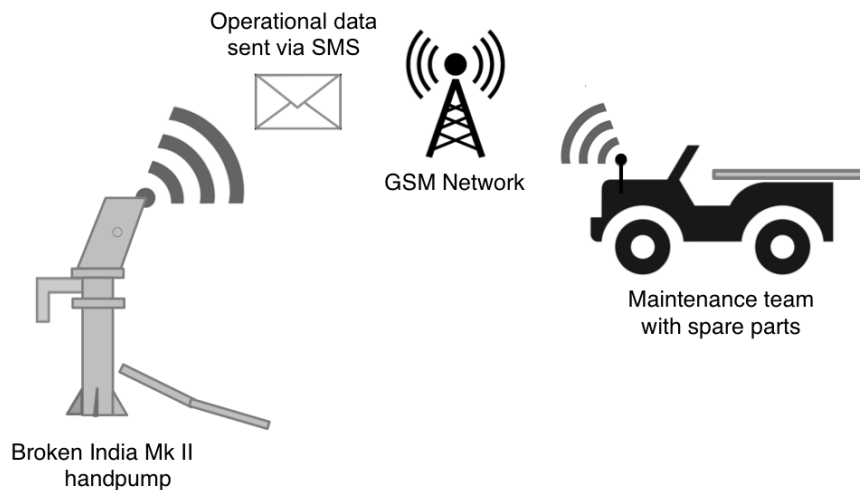 Operational data
sent via SMS
GSM Network
Maintenance team
with spare parts
Broken India Mk II
handpump